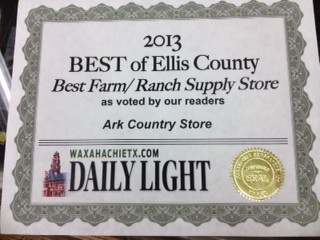 2013
BEST of Ellis County
Best Farm/Ranch Supply Store
as voted by our readers
Ark Country Store
WAXAHACHIETX.COM
DAILY LIGHT